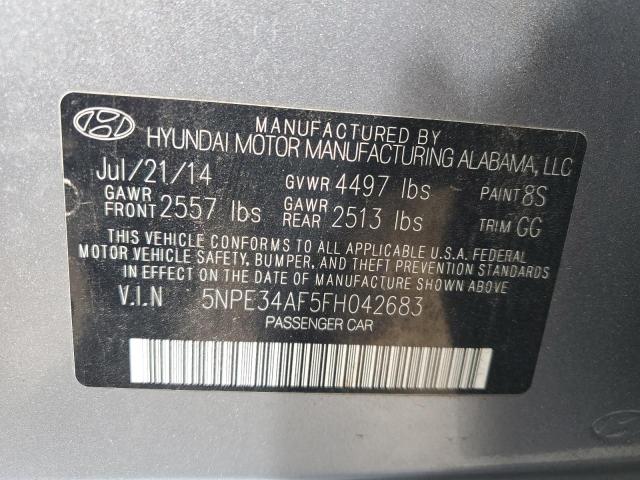 MANUFACTURED BY
HYUNDAI MOTOR MANUFACTURING ALABAMA, LLC
Jul/21/14 GVWR 4497 lbs PAINT 8S
GAWR FRONT 2557 lbs GAWR REAR 2513 lbs TRIM GG
THIS VEHICLE CONFORMS TO ALL APPLICABLE U.S.A. FEDERAL
MOTOR VEHICLE SAFETY, BUMPER, AND THEFT PREVENTION STANDARDS
IN EFFECT ON THE DATE OF MANUFACTURE SHOWN ABOVE
V.I.N 5NPE34AF5FH042683
PASSENGER CAR